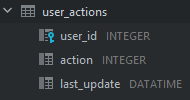 user_actions
user_id INTEGER
action INTEGER
last_update DATATIME